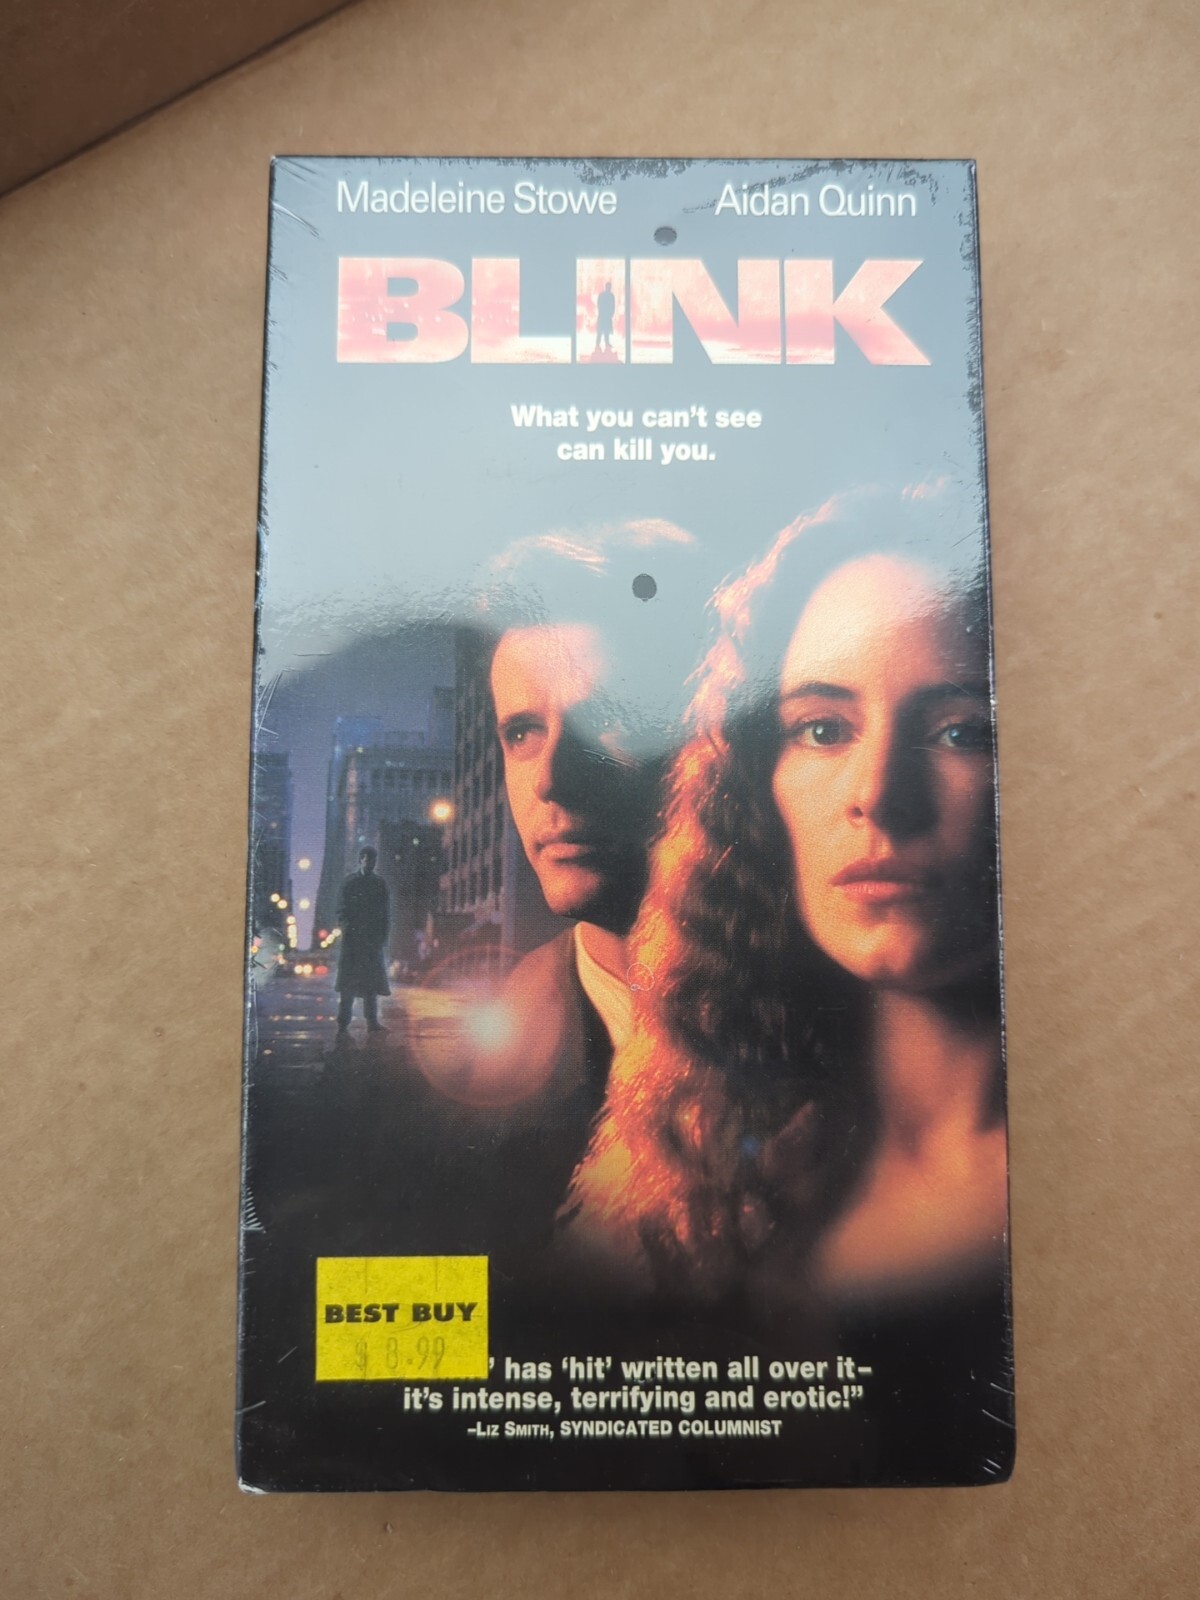 Madeleine Stowe Aidan Quinn
BLINK
What you can't see
can kill you.
BEST BUY
$ 8.99
' has 'hit' written all over it–
it's intense, terrifying and erotic!"
–Liz Smith, SYNDICATED COLUMNIST